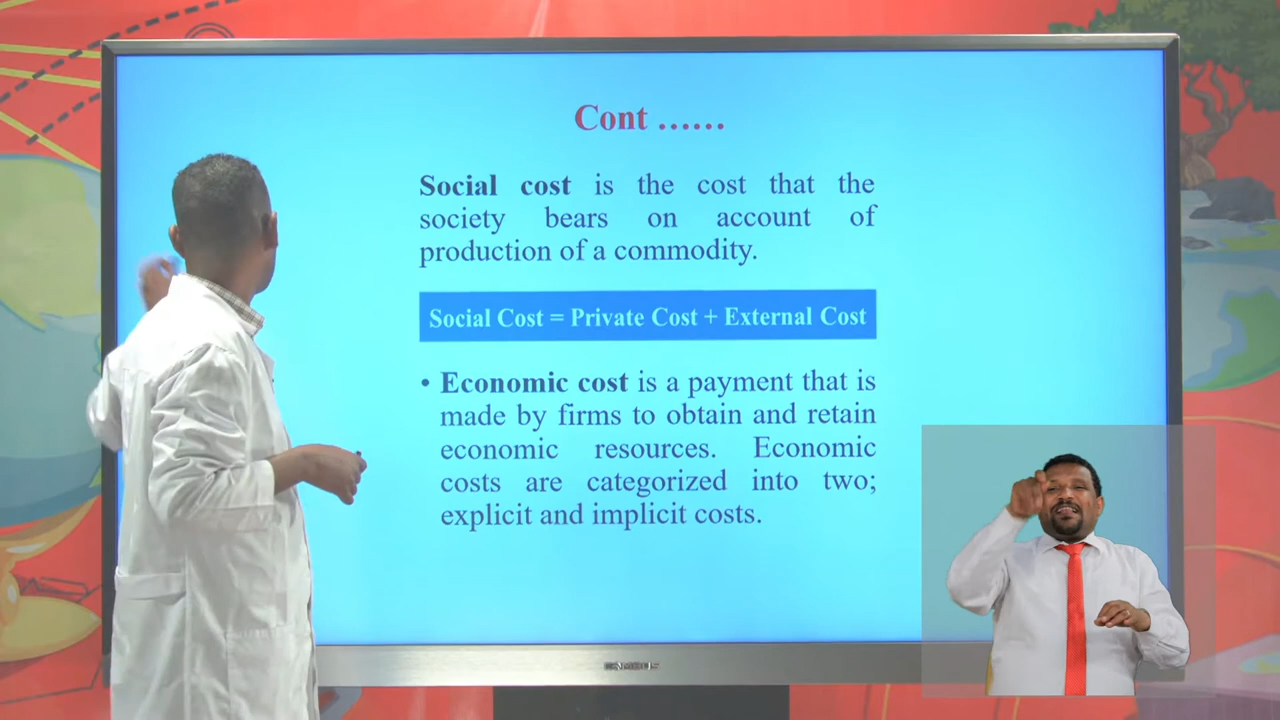 Cont ......
Social cost is the cost that the
society bears on account of
production of a commodity.
Social Cost = Private Cost + External Cost
• Economic cost is a payment that is
made by firms to obtain and retain
economic resources. Economic
costs are categorized into two;
explicit and implicit costs.